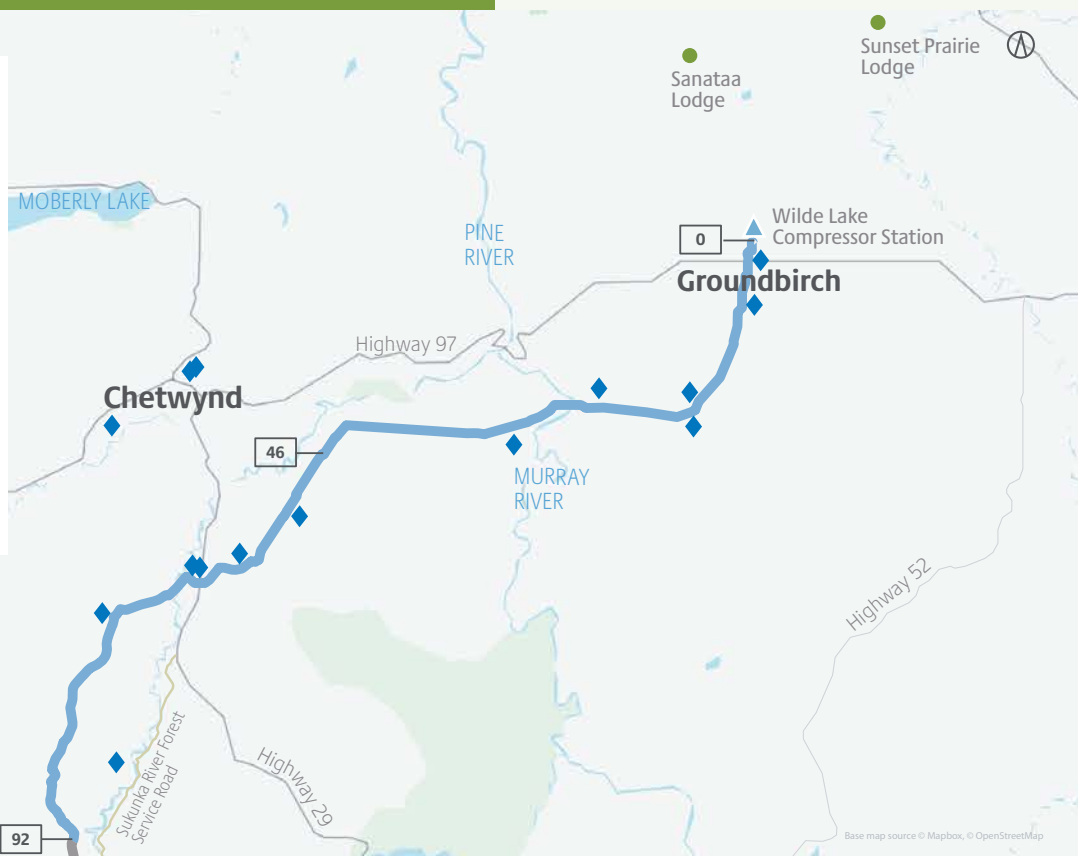 Sunset Prairie
Lodge
Sanataa
Lodge
MOBERLY LAKE
Wilde Lake
Compressor Station
PINE
RIVER
0
Groundbirch
Highway 97
Chetwynd
46
MURRAY
RIVER
Highway 52
Sukunka River Forest
Service Road
Highway 29
92
Base map source © Mapbox, © OpenStreetMap